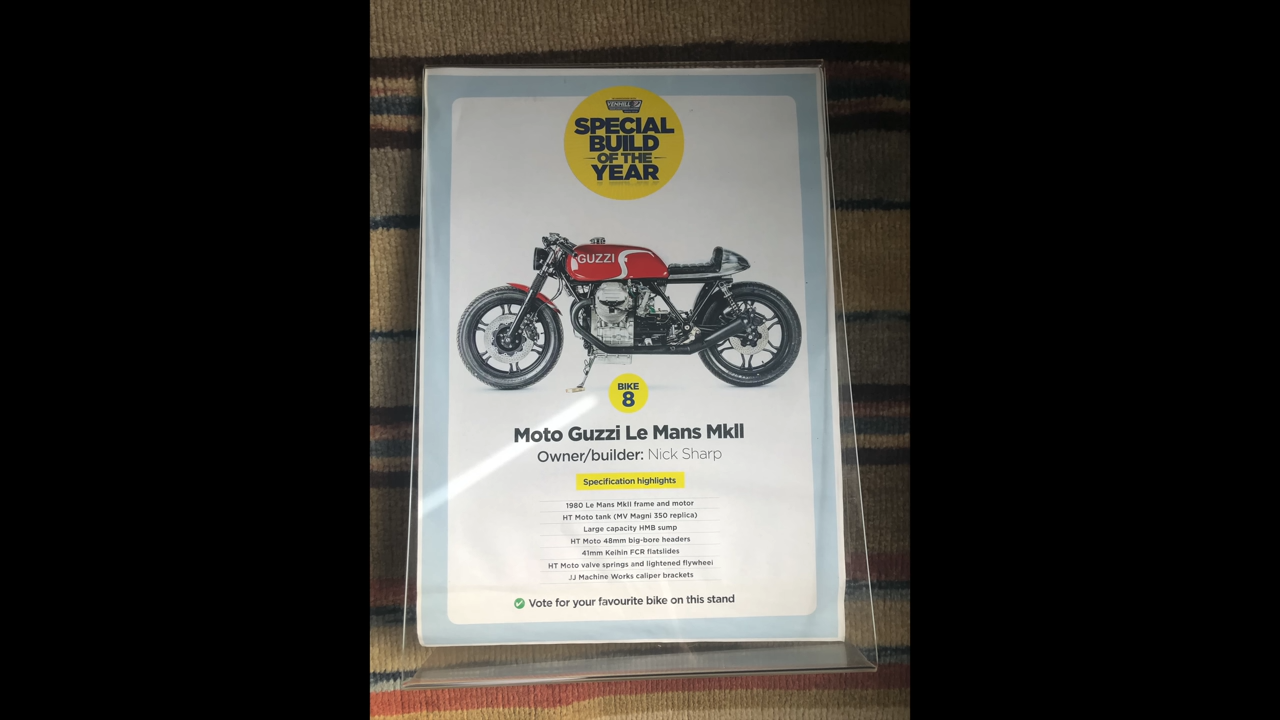 VENHILL
SPECIAL
BUILD
OF THE
YEAR
GUZZI
BIKE
8
Moto Guzzi Le Mans MkII
Owner/builder: Nick Sharp
Specification highlights
1980 Le Mans MkII frame and motor
HT Moto tank (MV Magni 350 replica)
Large capacity HMB sump
HT Moto 48mm big-bore headers
41mm Keihin FCR flatslides
HT Moto valve springs and lightened flywheel
JJ Machine Works caliper brackets
Vote for your favourite bike on this stand